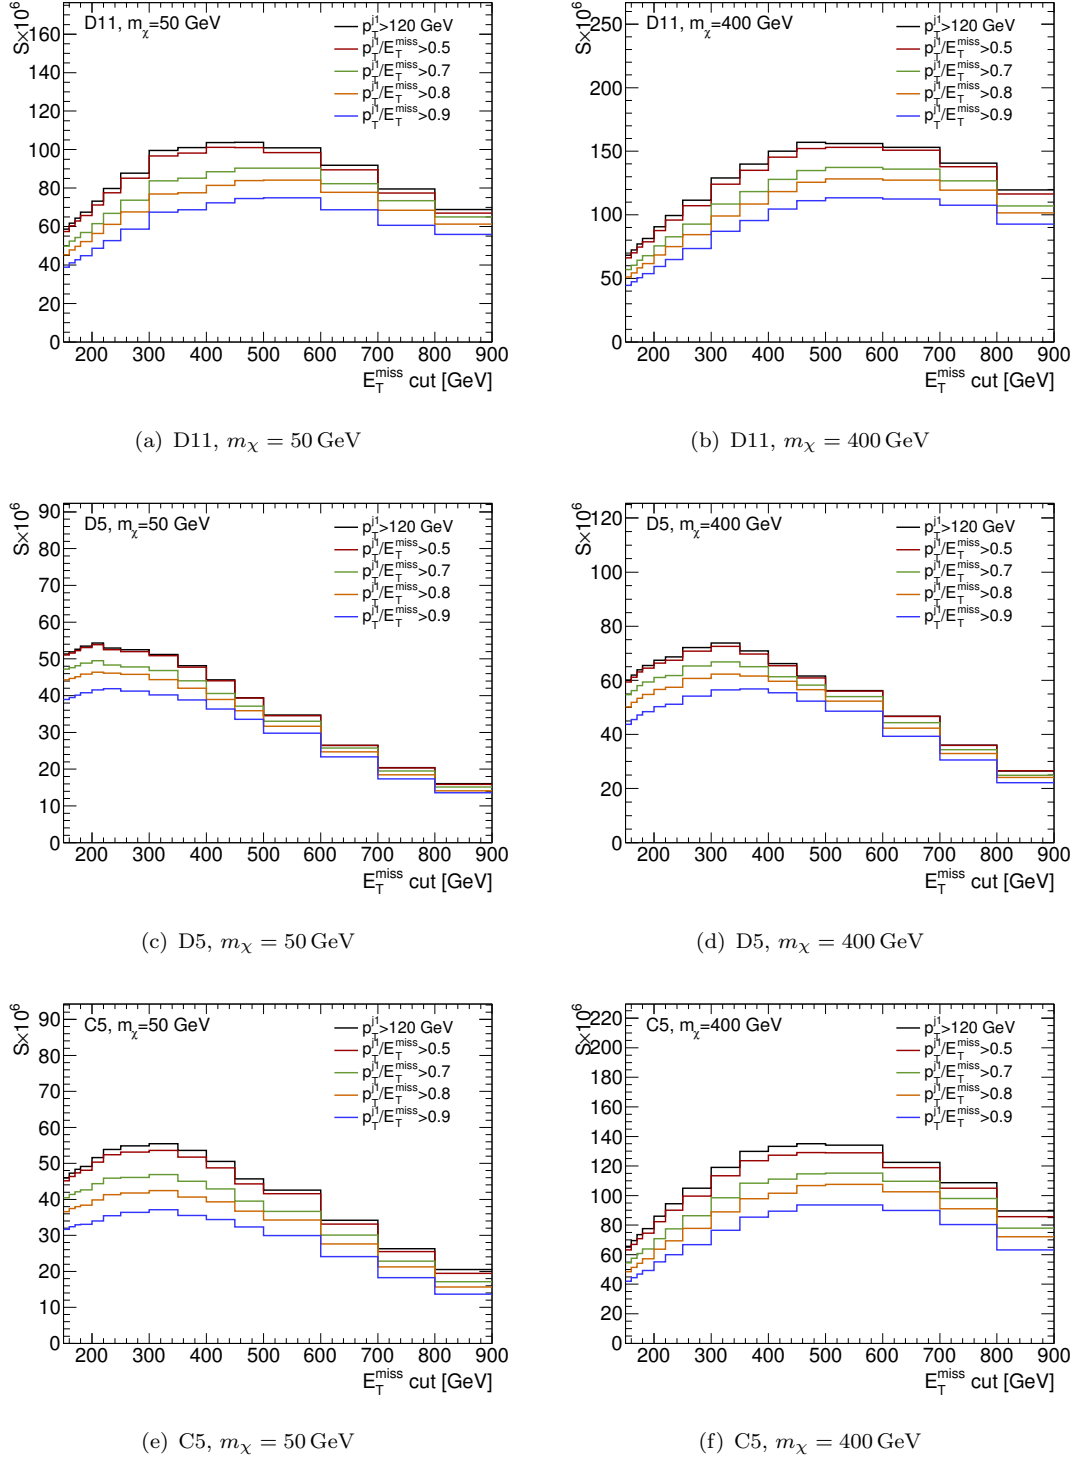 S×10⁶
D11, m_χ=50 GeV
p_T^{j1}>120 GeV
p_T^{j1}/E_T^{miss}>0.5
p_T^{j1}/E_T^{miss}>0.7
p_T^{j1}/E_T^{miss}>0.8
p_T^{j1}/E_T^{miss}>0.9
160
140
120
100
80
60
40
20
0
200 300 400 500 600 700 800 900
E_T^{miss} cut [GeV]
(a) D11, m_χ = 50 GeV
S×10⁶
D11, m_χ=400 GeV
p_T^{j1}>120 GeV
p_T^{j1}/E_T^{miss}>0.5
p_T^{j1}/E_T^{miss}>0.7
p_T^{j1}/E_T^{miss}>0.8
p_T^{j1}/E_T^{miss}>0.9
250
200
150
100
50
0
200 300 400 500 600 700 800 900
E_T^{miss} cut [GeV]
(b) D11, m_χ = 400 GeV
S×10⁶
D5, m_χ=50 GeV
p_T^{j1}>120 GeV
p_T^{j1}/E_T^{miss}>0.5
p_T^{j1}/E_T^{miss}>0.7
p_T^{j1}/E_T^{miss}>0.8
p_T^{j1}/E_T^{miss}>0.9
90
80
70
60
50
40
30
20
10
0
200 300 400 500 600 700 800 900
E_T^{miss} cut [GeV]
(c) D5, m_χ = 50 GeV
S×10⁶
D5, m_χ=400 GeV
p_T^{j1}>120 GeV
p_T^{j1}/E_T^{miss}>0.5
p_T^{j1}/E_T^{miss}>0.7
p_T^{j1}/E_T^{miss}>0.8
p_T^{j1}/E_T^{miss}>0.9
120
100
80
60
40
20
0
200 300 400 500 600 700 800 900
E_T^{miss} cut [GeV]
(d) D5, m_χ = 400 GeV
S×10⁶
C5, m_χ=50 GeV
p_T^{j1}>120 GeV
p_T^{j1}/E_T^{miss}>0.5
p_T^{j1}/E_T^{miss}>0.7
p_T^{j1}/E_T^{miss}>0.8
p_T^{j1}/E_T^{miss}>0.9
90
80
70
60
50
40
30
20
10
0
200 300 400 500 600 700 800 900
E_T^{miss} cut [GeV]
(e) C5, m_χ = 50 GeV
S×10⁶
C5, m_χ=400 GeV
p_T^{j1}>120 GeV
p_T^{j1}/E_T^{miss}>0.5
p_T^{j1}/E_T^{miss}>0.7
p_T^{j1}/E_T^{miss}>0.8
p_T^{j1}/E_T^{miss}>0.9
220
200
180
160
140
120
100
80
60
40
20
0
200 300 400 500 600 700 800 900
E_T^{miss} cut [GeV]
(f) C5, m_χ = 400 GeV